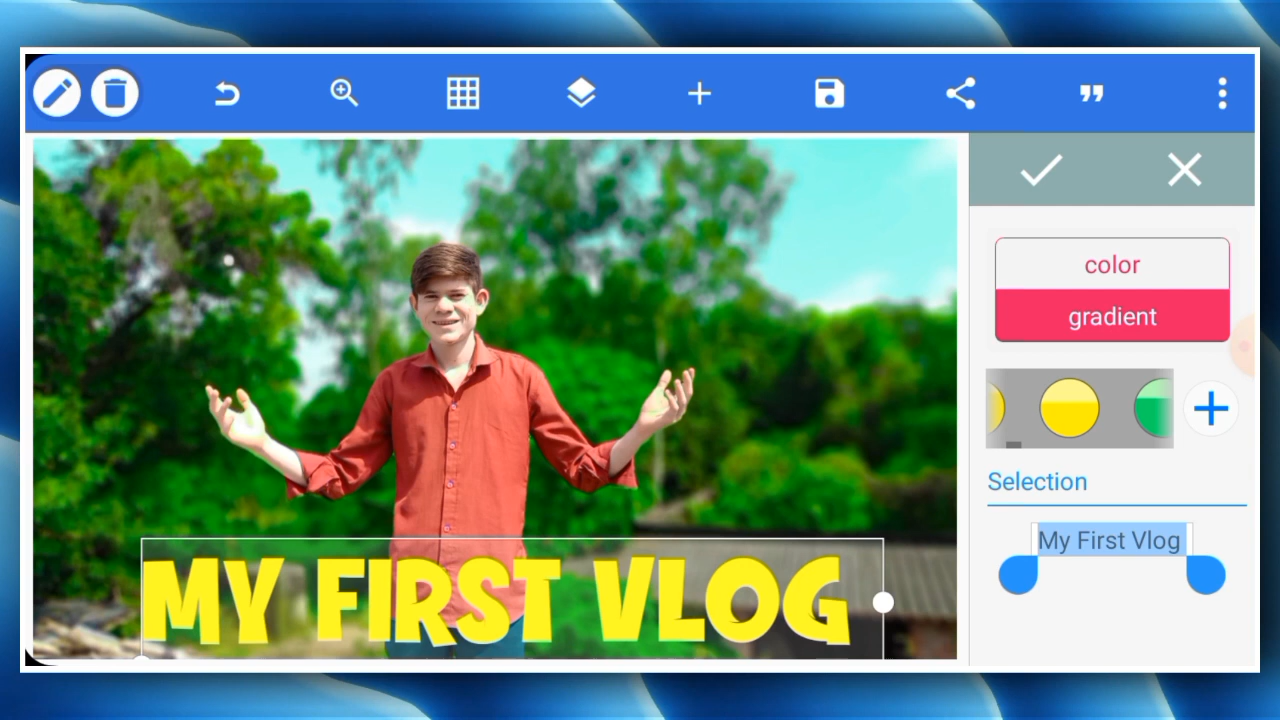 color
gradient
Selection
My First Vlog
MY FIRST VLOG